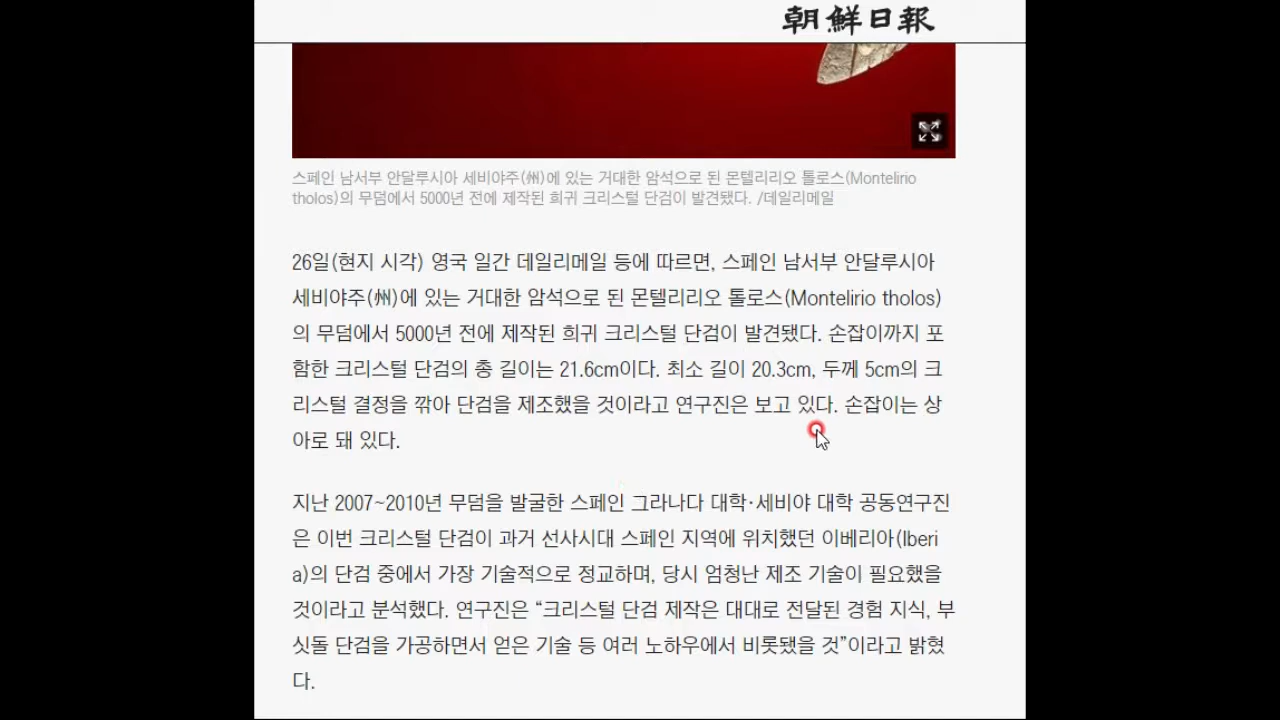 朝鮮日報
스페인 남서부 안달루시아 세비야주(州)에 있는 거대한 암석으로 된 몬텔리리오 톨로스(Montelirio
tholos)의 무덤에서 5000년 전에 제작된 희귀 크리스털 단검이 발견됐다. /데일리메일
26일(현지 시각) 영국 일간 데일리메일 등에 따르면, 스페인 남서부 안달루시아
세비야주(州)에 있는 거대한 암석으로 된 몬텔리리오 톨로스(Montelirio tholos)
의 무덤에서 5000년 전에 제작된 희귀 크리스털 단검이 발견됐다. 손잡이까지 포
함한 크리스털 단검의 총 길이는 21.6cm이다. 최소 길이 20.3cm, 두께 5cm의 크
리스털 결정을 깎아 단검을 제조했을 것이라고 연구진은 보고 있다. 손잡이는 상
아로 돼 있다.
지난 2007~2010년 무덤을 발굴한 스페인 그라나다 대학·세비야 대학 공동연구진
은 이번 크리스털 단검이 과거 선사시대 스페인 지역에 위치했던 이베리아(Iberi
a)의 단검 중에서 가장 기술적으로 정교하며, 당시 엄청난 제조 기술이 필요했을
것이라고 분석했다. 연구진은 “크리스털 단검 제작은 대대로 전달된 경험 지식, 부
싯돌 단검을 가공하면서 얻은 기술 등 여러 노하우에서 비롯됐을 것”이라고 밝혔
다.